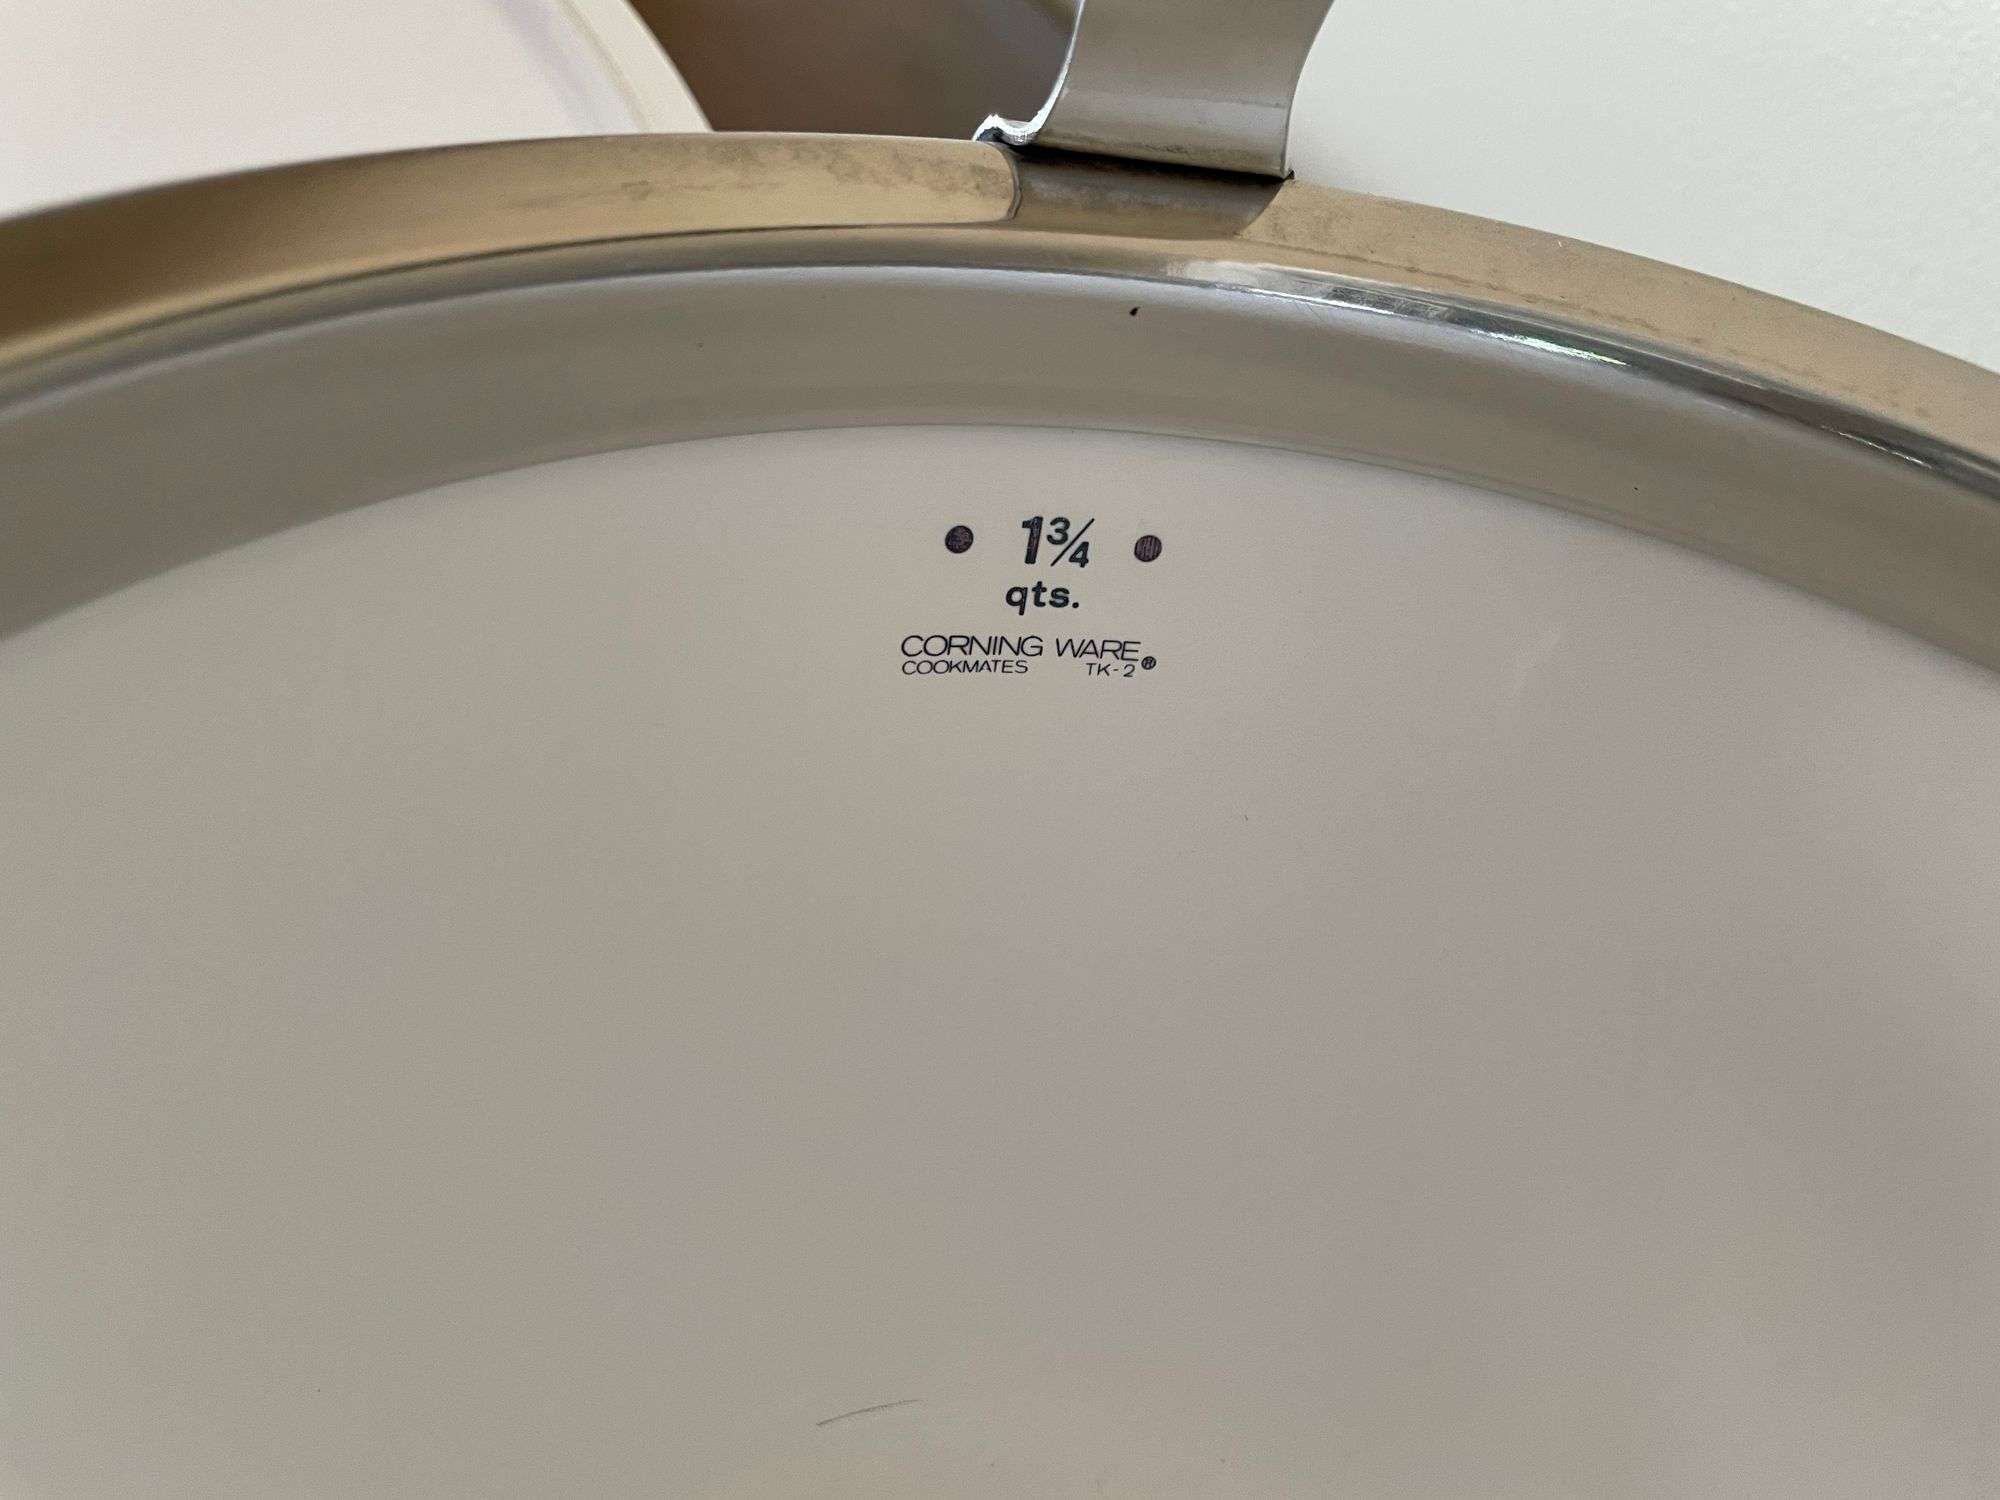 • 1¾ •
qts.
CORNING WARE
COOKMATES TK-2®